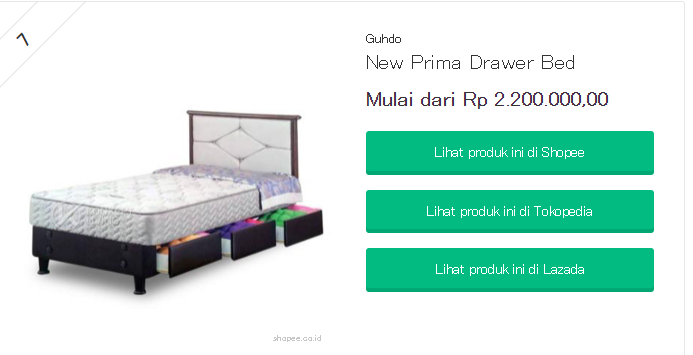 7
Guhdo
New Prima Drawer Bed
Mulai dari Rp 2.200.000,00
Lihat produk ini di Shopee
Lihat produk ini di Tokopedia
Lihat produk ini di Lazada
shopee.co.id